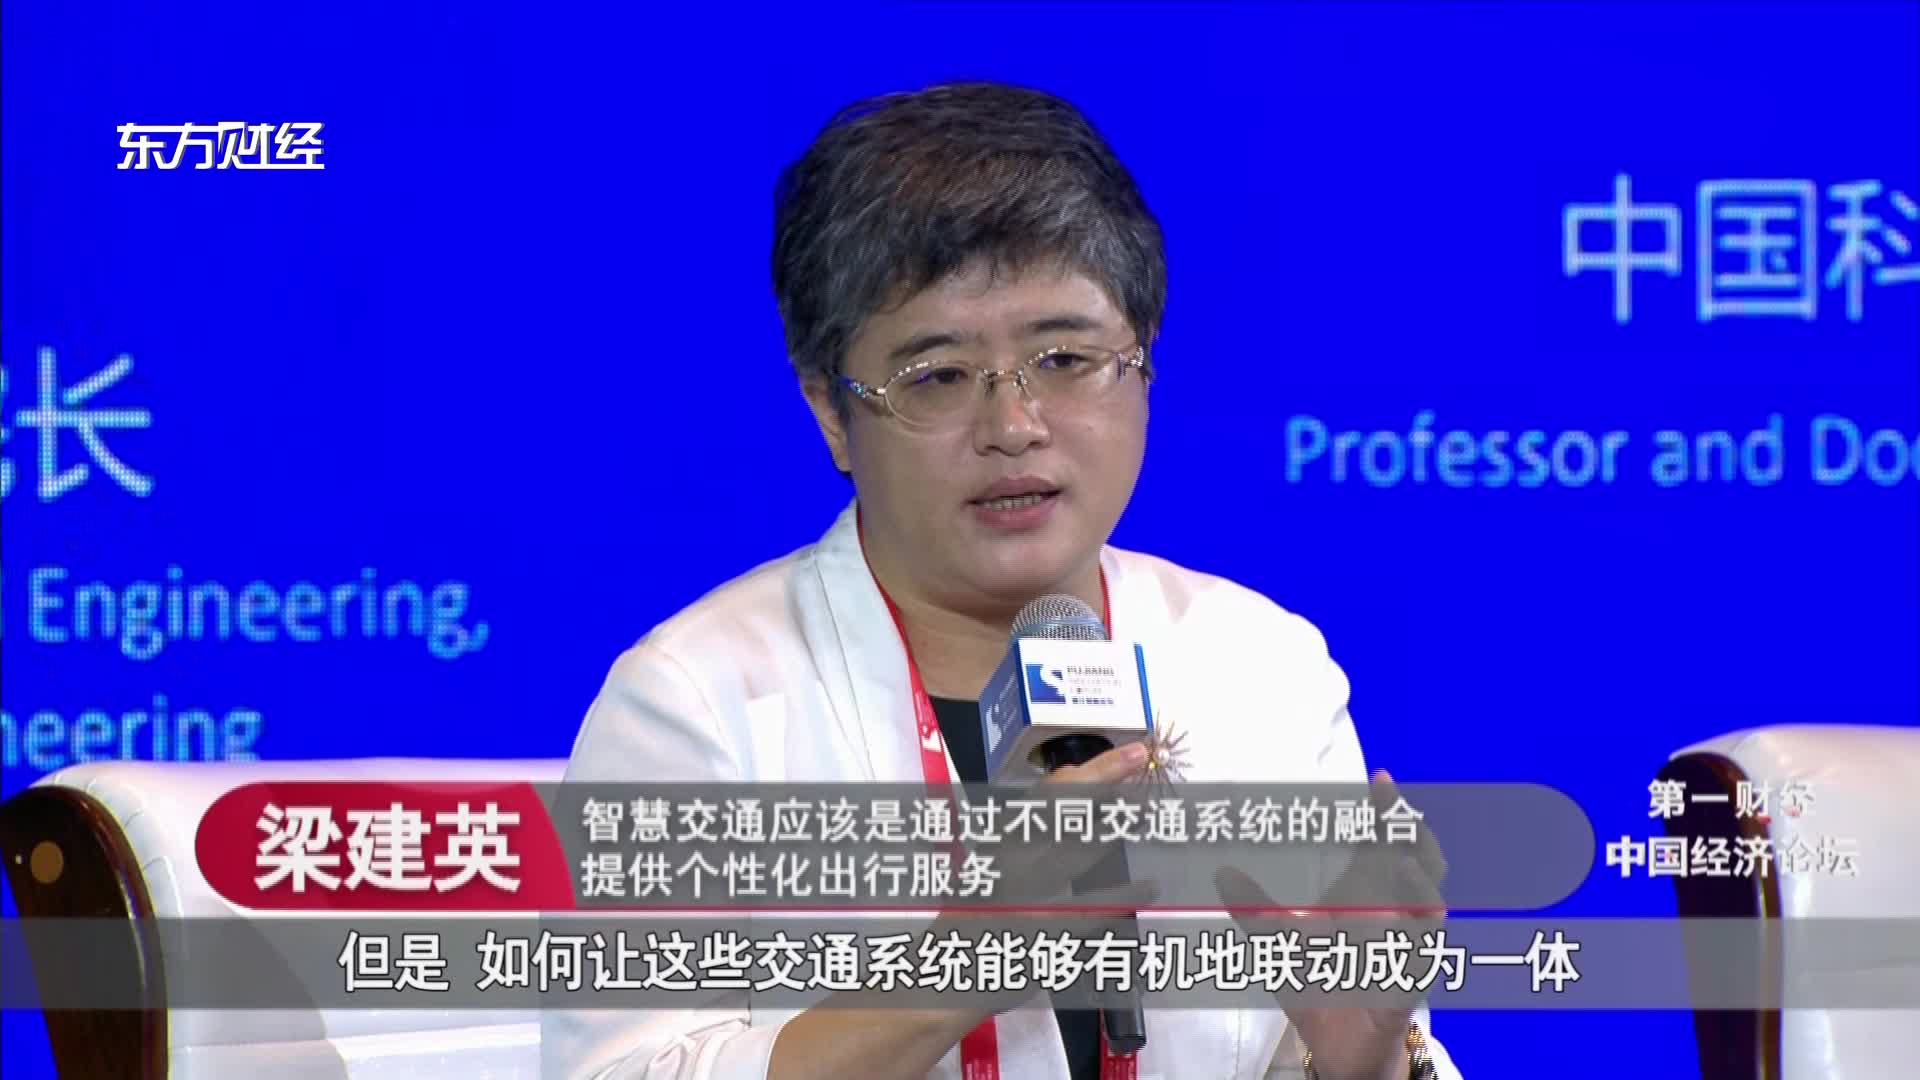 东方财经
中国科
长
Professor and Doc
Engineering,
neering
PUJIANG
梁建英
智慧交通应该是通过不同交通系统的融合
提供个性化出行服务
第一财经
中国经济论坛
但是 如何让这些交通系统能够有机地联动成为一体